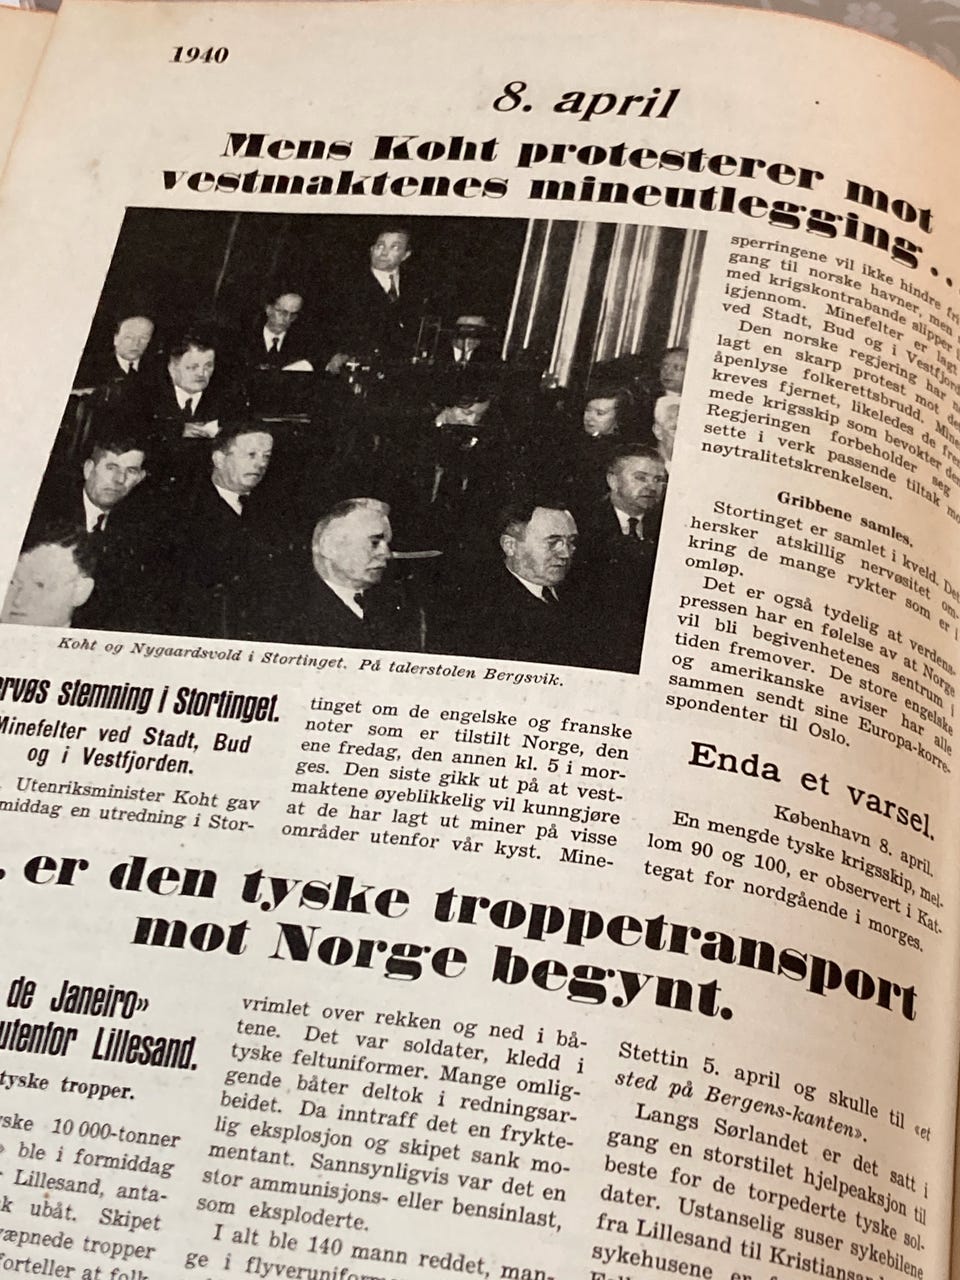 1940
8. april
Mens Koht protesterer mot
vestmaktenes mineutlegging...
Koht og Nygaardsvold i Stortinget. På talerstolen Bergsvik.
ervøs stemning i Stortinget.
Minefelter ved Stadt, Bud
og i Vestfjorden.
Utenriksminister Koht gav
middag en utredning i Stor-
tinget om de engelske og franske
noter som er tilstilt Norge, den
ene fredag, den annen kl. 5 i mor-
ges. Den siste gikk ut på at vest-
maktene øyeblikkelig vil kunngjøre
at de har lagt ut miner på visse
områder utenfor vår kyst. Mine-
sperringene vil ikke hindre fri
gang til norske havner, men
med krigskontrabande slipper i
igjennom. Minefelter er lagt
ved Stadt, Bud og i Vestfjord
Den norske regjering har n
lagt en skarp protest mot det
åpenlyse folkerettsbrudd. Mine
kreves fjernet, likeledes de frem
mede krigsskip som bevokter den
Regjeringen forbeholder seg
sette i verk passende tiltak mo
nøytralitetskrenkelsen.
Gribbene samles.
Stortinget er samlet i kveld. Det
hersker atskillig nervøsitet om-
kring de mange rykter som er i
omløp.
Det er også tydelig at verdens-
pressen har en følelse av at Norge
vil bli begivenhetenes sentrum i
tiden fremover. De store engelske
og amerikanske aviser har alle
sammen sendt sine Europa-korre-
spondenter til Oslo.
Enda et varsel.
København 8. april.
En mengde tyske krigsskip, mel-
lom 90 og 100, er observert i Kat-
tegat for nordgående i morges.
. er den tyske troppetransport
mot Norge begynt.
de Janeiro»
utenfor Lillesand.
tyske tropper.
yske 10 000-tonner
» ble i formiddag
Lillesand, anta-
k ubåt. Skipet
væpnede tropper
forteller at folk
vrimlet over rekken og ned i bå-
tene. Det var soldater, kledd i
tyske feltuniformer. Mange omlig-
gende båter deltok i redningsar-
beidet. Da inntraff det en frykte-
lig eksplosjon og skipet sank mo-
mentant. Sannsynligvis var det en
stor ammunisjons- eller bensinlast,
som eksploderte.
I alt ble 140 mann reddet, man-
ge i flyveruniform
Stettin 5. april og skulle til «et
sted på Bergens-kanten».
Langs Sørlandet er det satt i
gang en storstilet hjelpeaksjon til
beste for de torpederte tyske sol-
dater. Ustanselig suser sykebilene
fra Lillesand til Kristiansand
sykehusene er